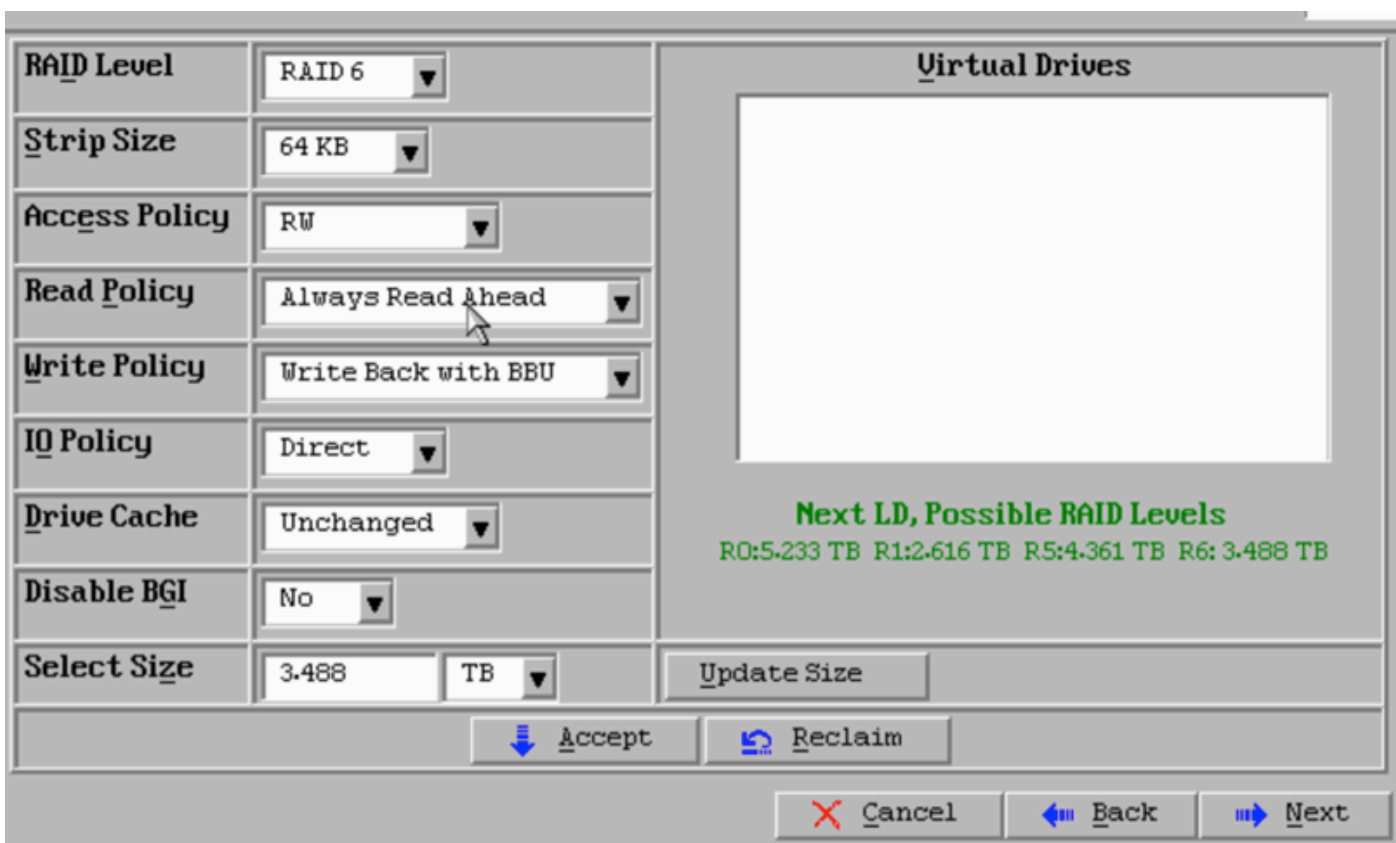 RAID Level RAID 6
Strip Size 64 KB
Access Policy RW
Read Policy Always Read Ahead
Write Policy Write Back with BBU
IO Policy Direct
Drive Cache Unchanged
Disable BGI No
Select Size 3.488 TB
Virtual Drives
Next LD, Possible RAID Levels
R0:5.233 TB R1:2.616 TB R5:4.361 TB R6: 3.488 TB
Update Size
Accept Reclaim
Cancel Back Next